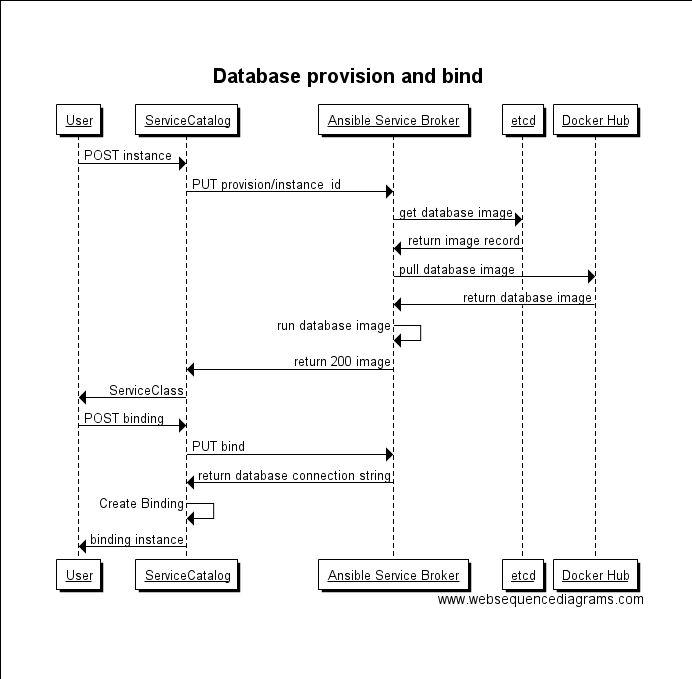 Database provision and bind
User ServiceCatalog Ansible Service Broker etcd Docker Hub
POST instance
PUT provision/instance_id
get database image
return image record
pull database image
return database image
run database image
return 200 image
ServiceClass
POST binding
PUT bind
return database connection string
Create Binding
binding instance
User ServiceCatalog Ansible Service Broker etcd Docker Hub
www.websequencediagrams.com